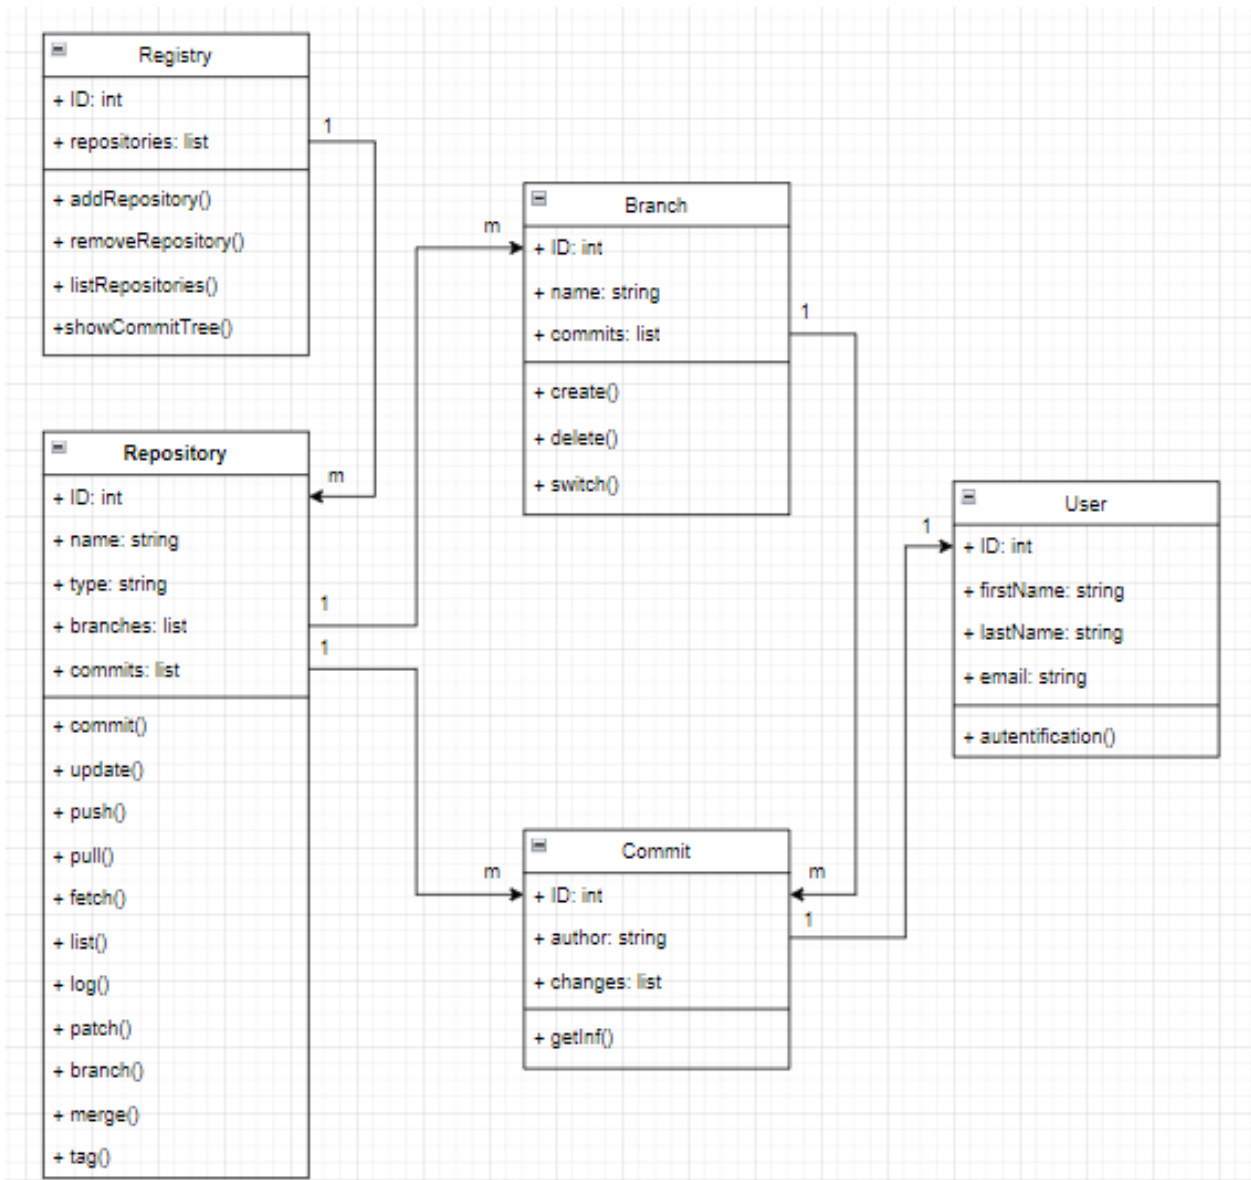 Registry
+ ID: int
+ repositories: list
+ addRepository()
+ removeRepository()
+ listRepositories()
+showCommitTree()
1
m
Repository
+ ID: int
+ name: string
+ type: string
+ branches: list
+ commits: list
+ commit()
+ update()
+ push()
+ pull()
+ fetch()
+ list()
+ log()
+ patch()
+ branch()
+ merge()
+ tag()
1
1
m
m
Branch
+ ID: int
+ name: string
+ commits: list
+ create()
+ delete()
+ switch()
1
m
Commit
+ ID: int
+ author: string
+ changes: list
+ getInf()
1
1
User
+ ID: int
+ firstName: string
+ lastName: string
+ email: string
+ autentification()